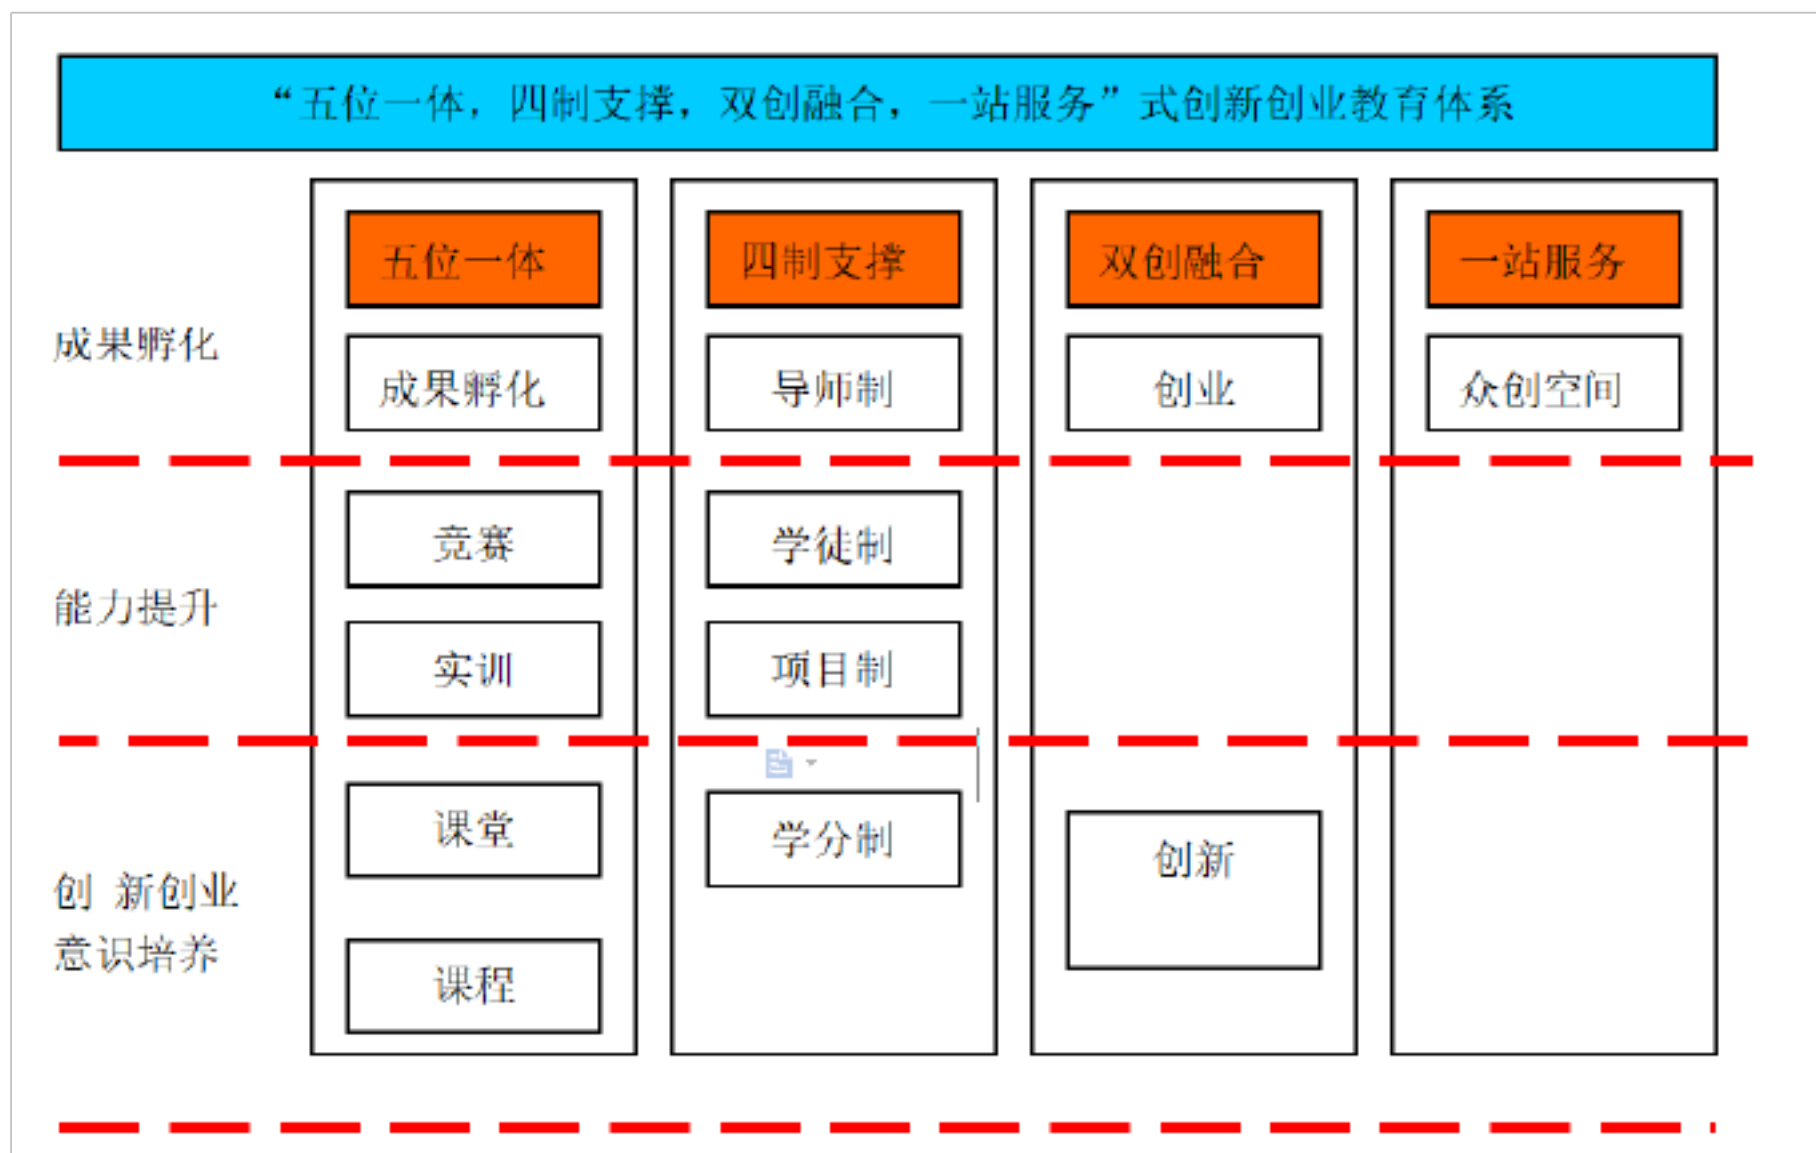 “五位一体，四制支撑，双创融合，一站服务”式创新创业教育体系
五位一体 四制支撑 双创融合 一站服务
成果孵化
成果孵化 导师制 创业 众创空间
竞赛 学徒制
能力提升
实训 项目制
课堂 学分制 创新
创 新创业
意识培养
课程